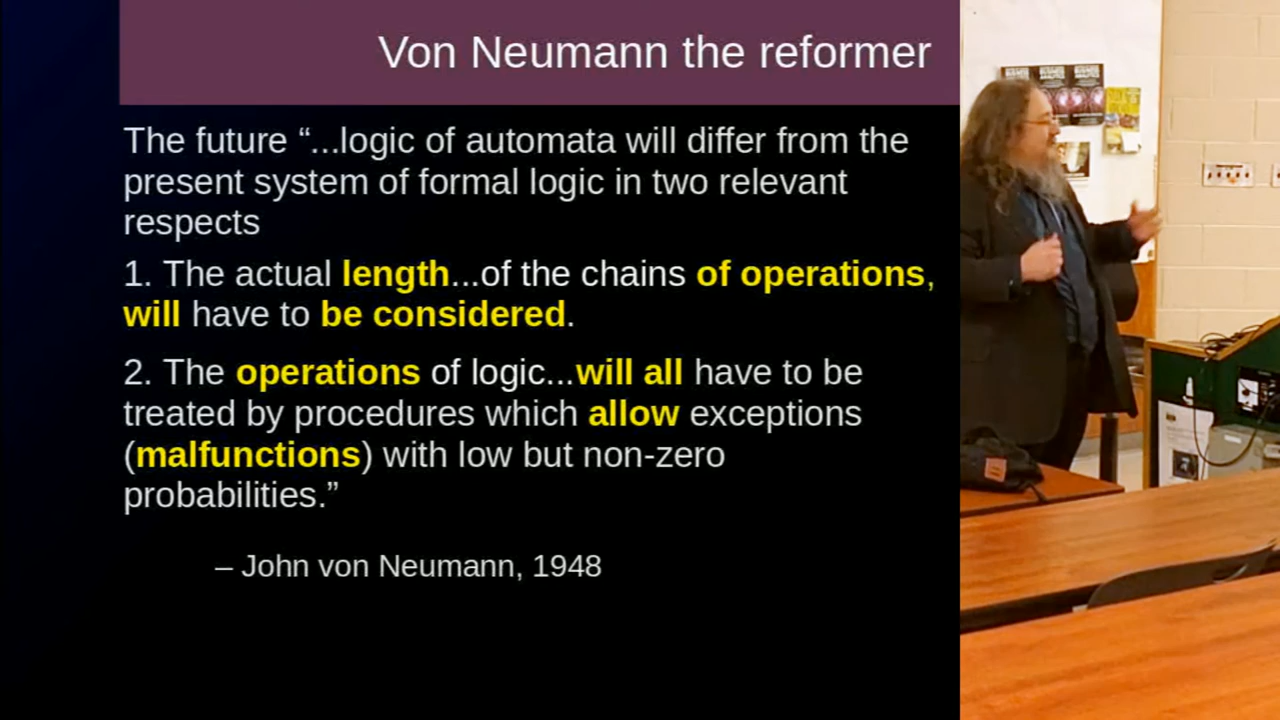 Von Neumann the reformer
The future “...logic of automata will differ from the
present system of formal logic in two relevant
respects
1. The actual length...of the chains of operations,
will have to be considered.
2. The operations of logic...will all have to be
treated by procedures which allow exceptions
(malfunctions) with low but non-zero
probabilities.”
– John von Neumann, 1948